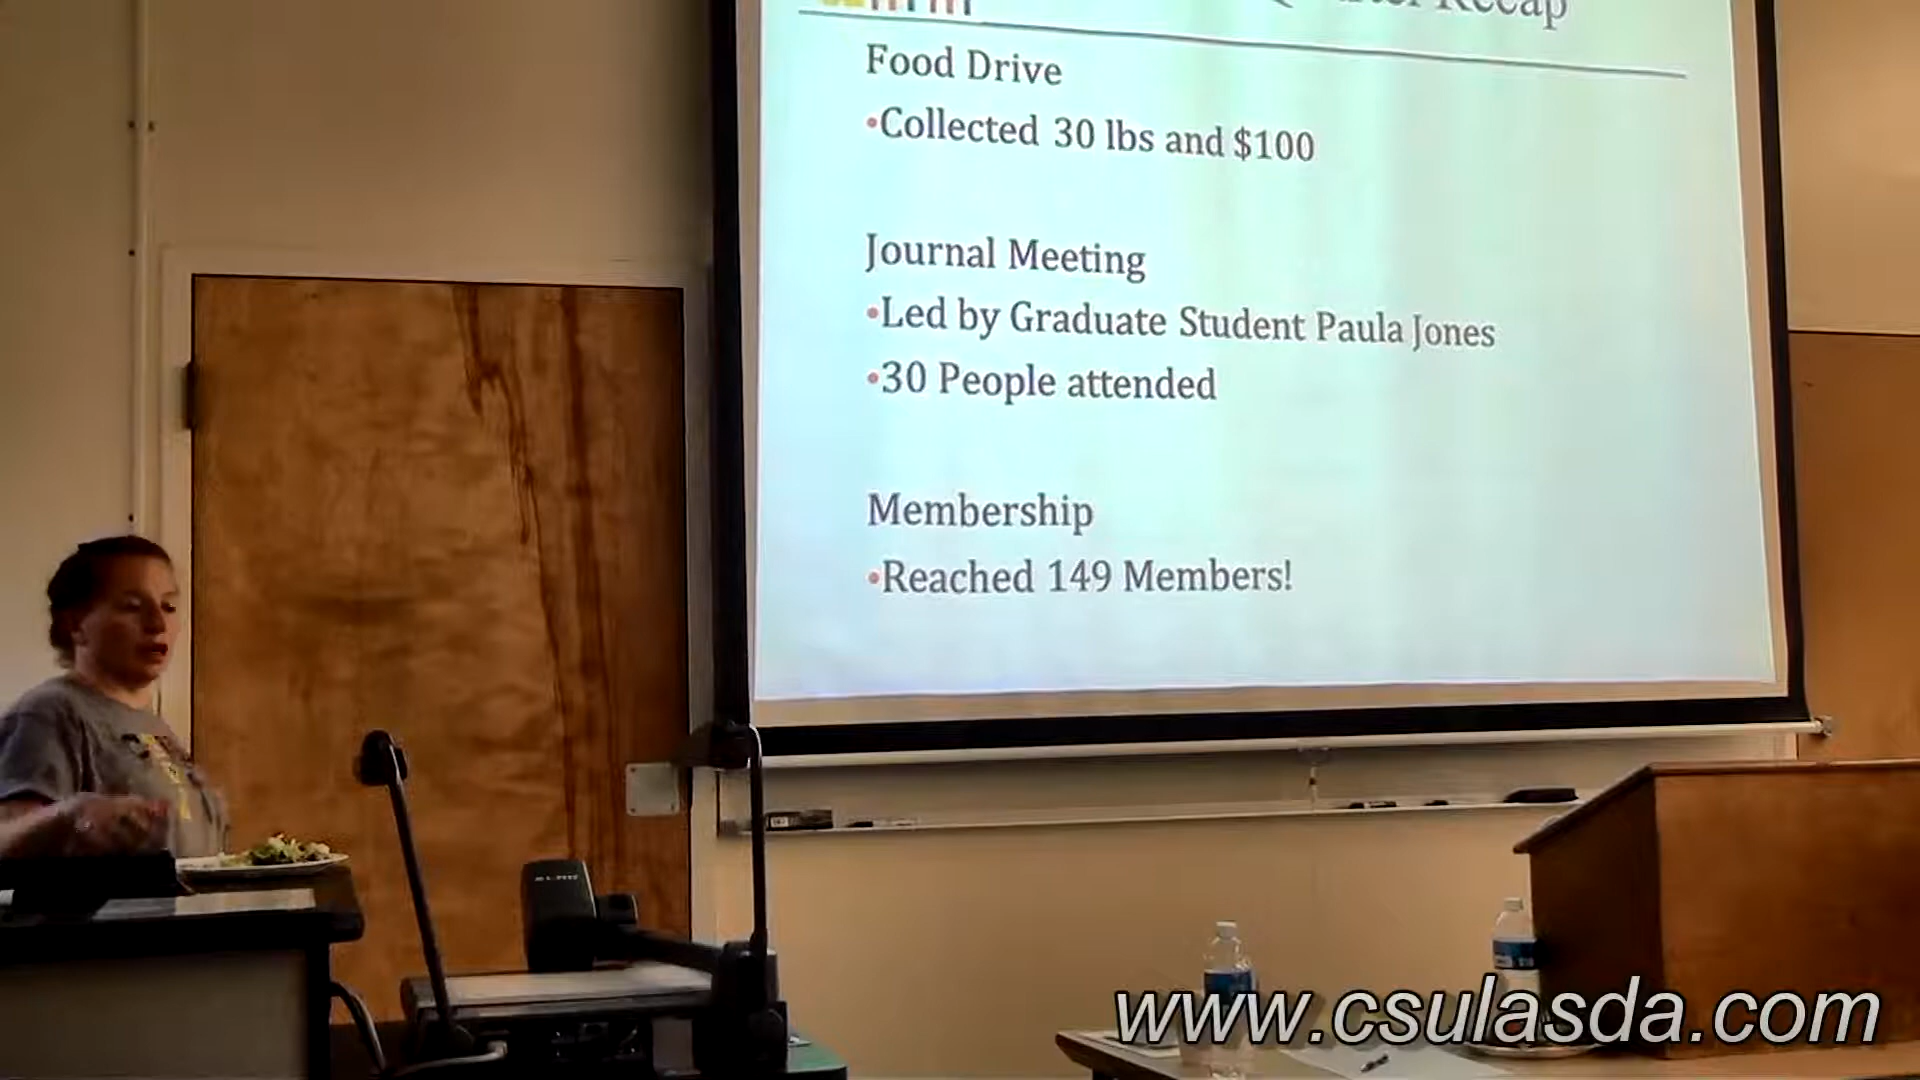 Recap
Food Drive
•Collected 30 lbs and $100
Journal Meeting
•Led by Graduate Student Paula Jones
•30 People attended
Membership
•Reached 149 Members!
www.csulasda.com